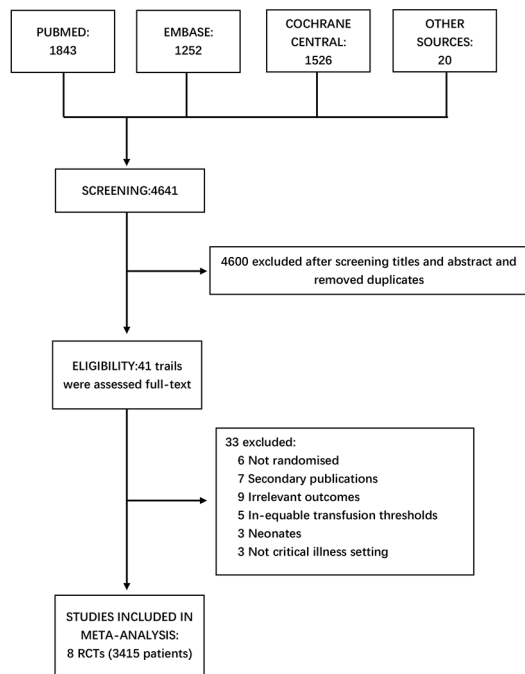 PUBMED:
1843
EMBASE:
1252
COCHRANE
CENTRAL:
1526
OTHER
SOURCES:
20
SCREENING:4641
4600 excluded after screening titles and abstract and
removed duplicates
ELIGIBILITY:41 trails
were assessed full-text
33 excluded:
6 Not randomised
7 Secondary publications
9 Irrelevant outcomes
5 In-equable transfusion thresholds
3 Neonates
3 Not critical illness setting
STUDIES INCLUDED IN
META-ANALYSIS:
8 RCTs (3415 patients)